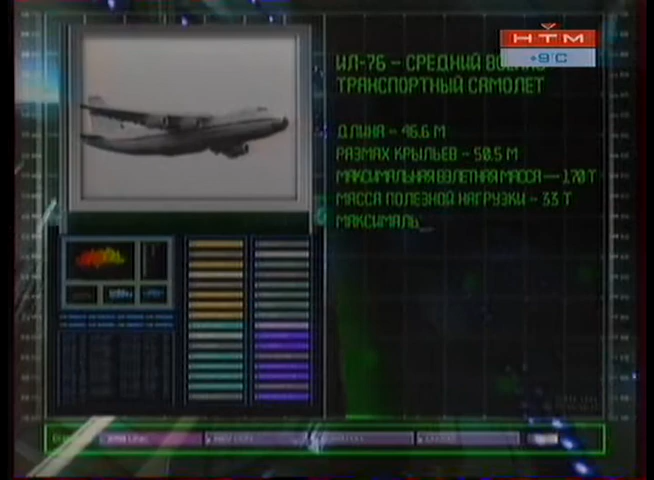 НТМ
+9°C
ИЛ-76 – СРЕДНИЙ
ТРАНСПОРТНЫЙ САМОЛЕТ
ДЛИНА – 46.6 М
РАЗМАХ КРЫЛЬЕВ – 50.5 М
МАКСИМАЛЬНАЯ ВЗЛЕТНАЯ МАССА — 170 Т
МАССА ПОЛЕЗНОЙ НАГРУЗКИ – 33 Т
МАКСИМАЛЬ_